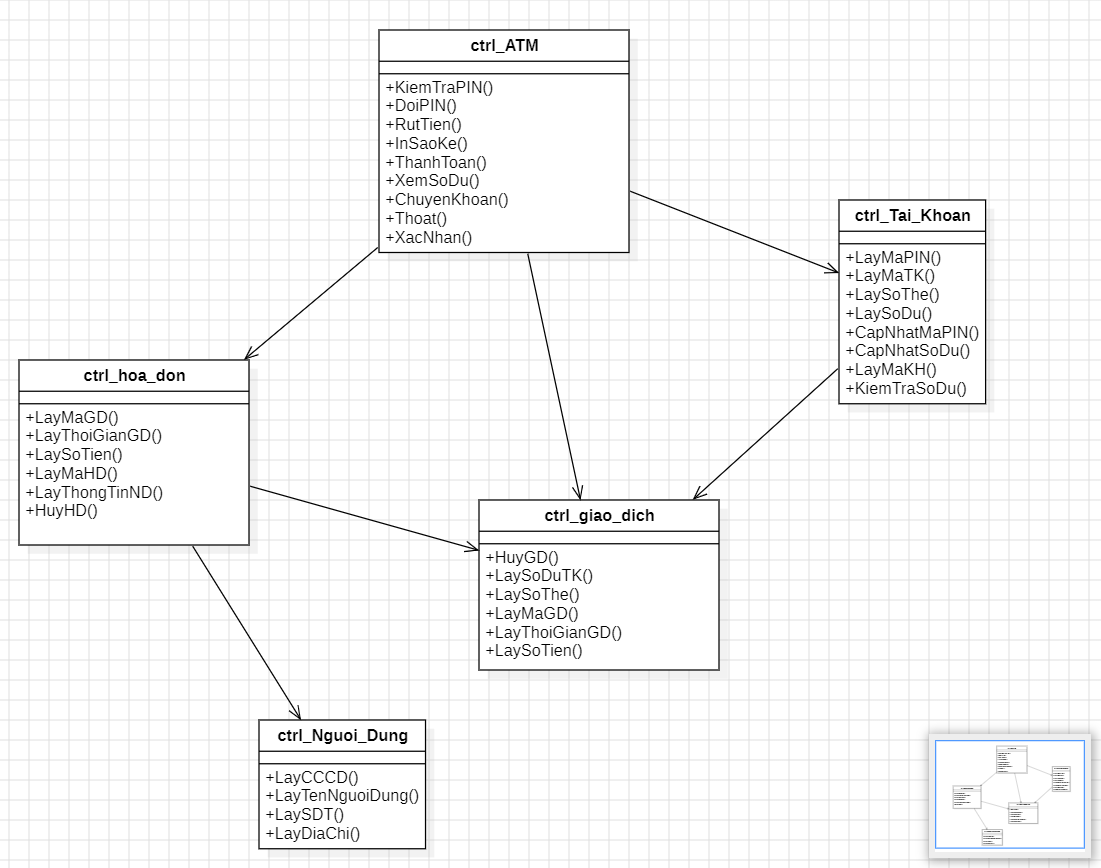 ctrl_ATM
+KiemTraPIN()
+DoiPIN()
+RutTien()
+InSaoKe()
+ThanhToan()
+XemSoDu()
+ChuyenKhoan()
+Thoat()
+XacNhan()
ctrl_Tai_Khoan
+LayMaPIN()
+LayMaTK()
+LaySoThe()
+LaySoDu()
+CapNhatMaPIN()
+CapNhatSoDu()
+LayMaKH()
+KiemTraSoDu()
ctrl_hoa_don
+LayMaGD()
+LayThoiGianGD()
+LaySoTien()
+LayMaHD()
+LayThongTinND()
+HuyHD()
ctrl_giao_dich
+HuyGD()
+LaySoDuTK()
+LaySoThe()
+LayMaGD()
+LayThoiGianGD()
+LaySoTien()
ctrl_Nguoi_Dung
+LayCCCD()
+LayTenNguoiDung()
+LaySDT()
+LayDiaChi()